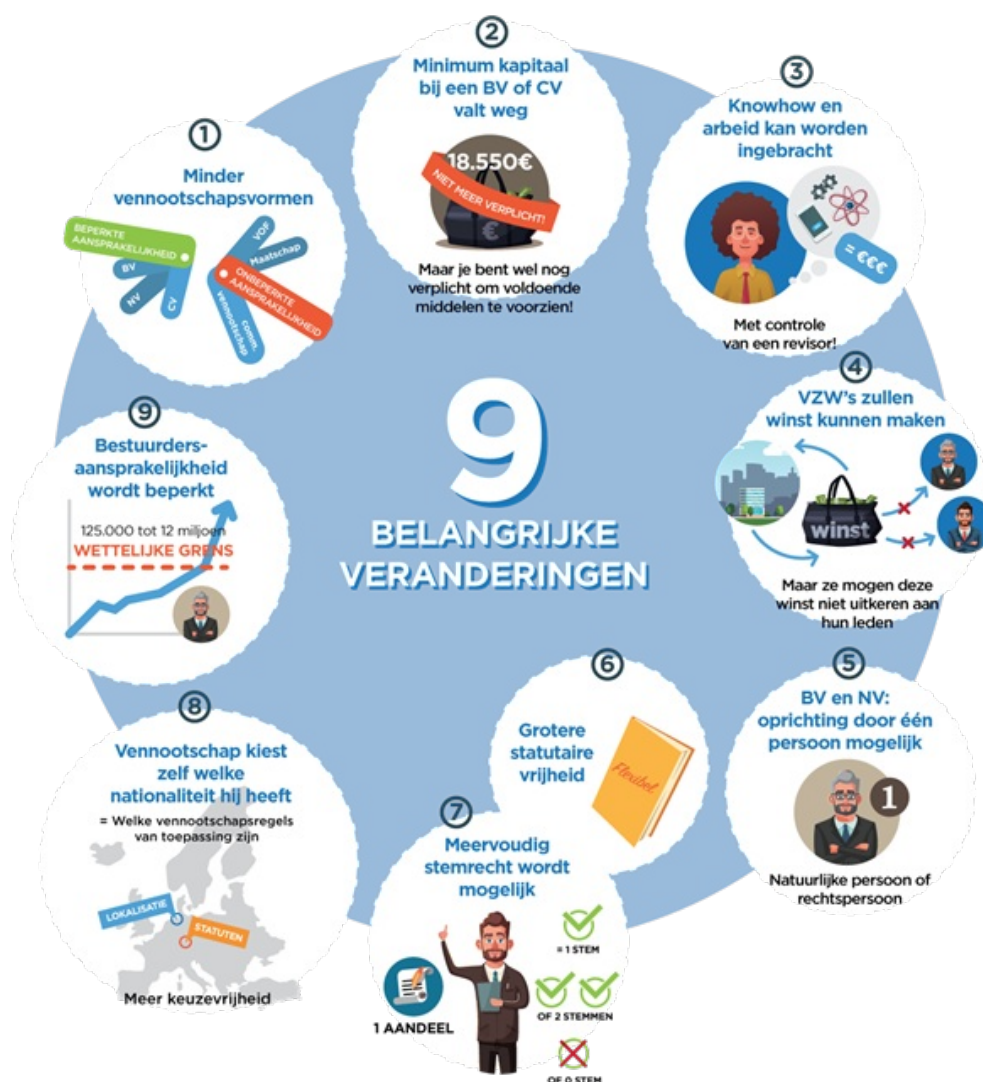 1
Minder
vennootschapsvormen
BEPERKTE
AANSPRAKELIJKHEID
BV
NV
CV
VOF
Maatschap
ONBEPERKTE
AANSPRAKELIJKHEID
comm.
vennootschap
2
Minimum kapitaal
bij een BV of CV
valt weg
18.550€
NIET MEER VERPLICHT!
€
Maar je bent wel nog
verplicht om voldoende
middelen te voorzien!
3
Knowhow en
arbeid kan worden
ingebracht
= €€€
Met controle
van een revisor!
4
VZW's zullen
winst kunnen maken
winst
Maar ze mogen deze
winst niet uitkeren aan
hun leden
9
BELANGRIJKE
VERANDERINGEN
5
BV en NV:
oprichting door één
persoon mogelijk
1
Natuurlijke persoon of
rechtspersoon
6
Grotere
statutaire
vrijheid
Flexibel
7
Meervoudig
stemrecht wordt
mogelijk
1 AANDEEL
= 1 STEM
OF 2 STEMMEN
OF 0 STEM
8
Vennootschap kiest
zelf welke
nationaliteit hij heeft
= Welke vennootschapsregels
van toepassing zijn
LOKALISATIE
STATUTEN
Meer keuzevrijheid
9
Bestuurders-
aansprakelijkheid
wordt beperkt
125.000 tot 12 miljoen
WETTELIJKE GRENS